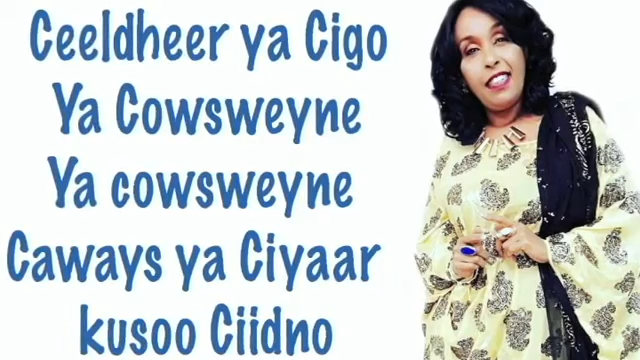 Ceeldheer ya Cigo
Ya Cowsweyne
Ya cowsweyne
Caways ya Ciyaar
kusoo Ciidno